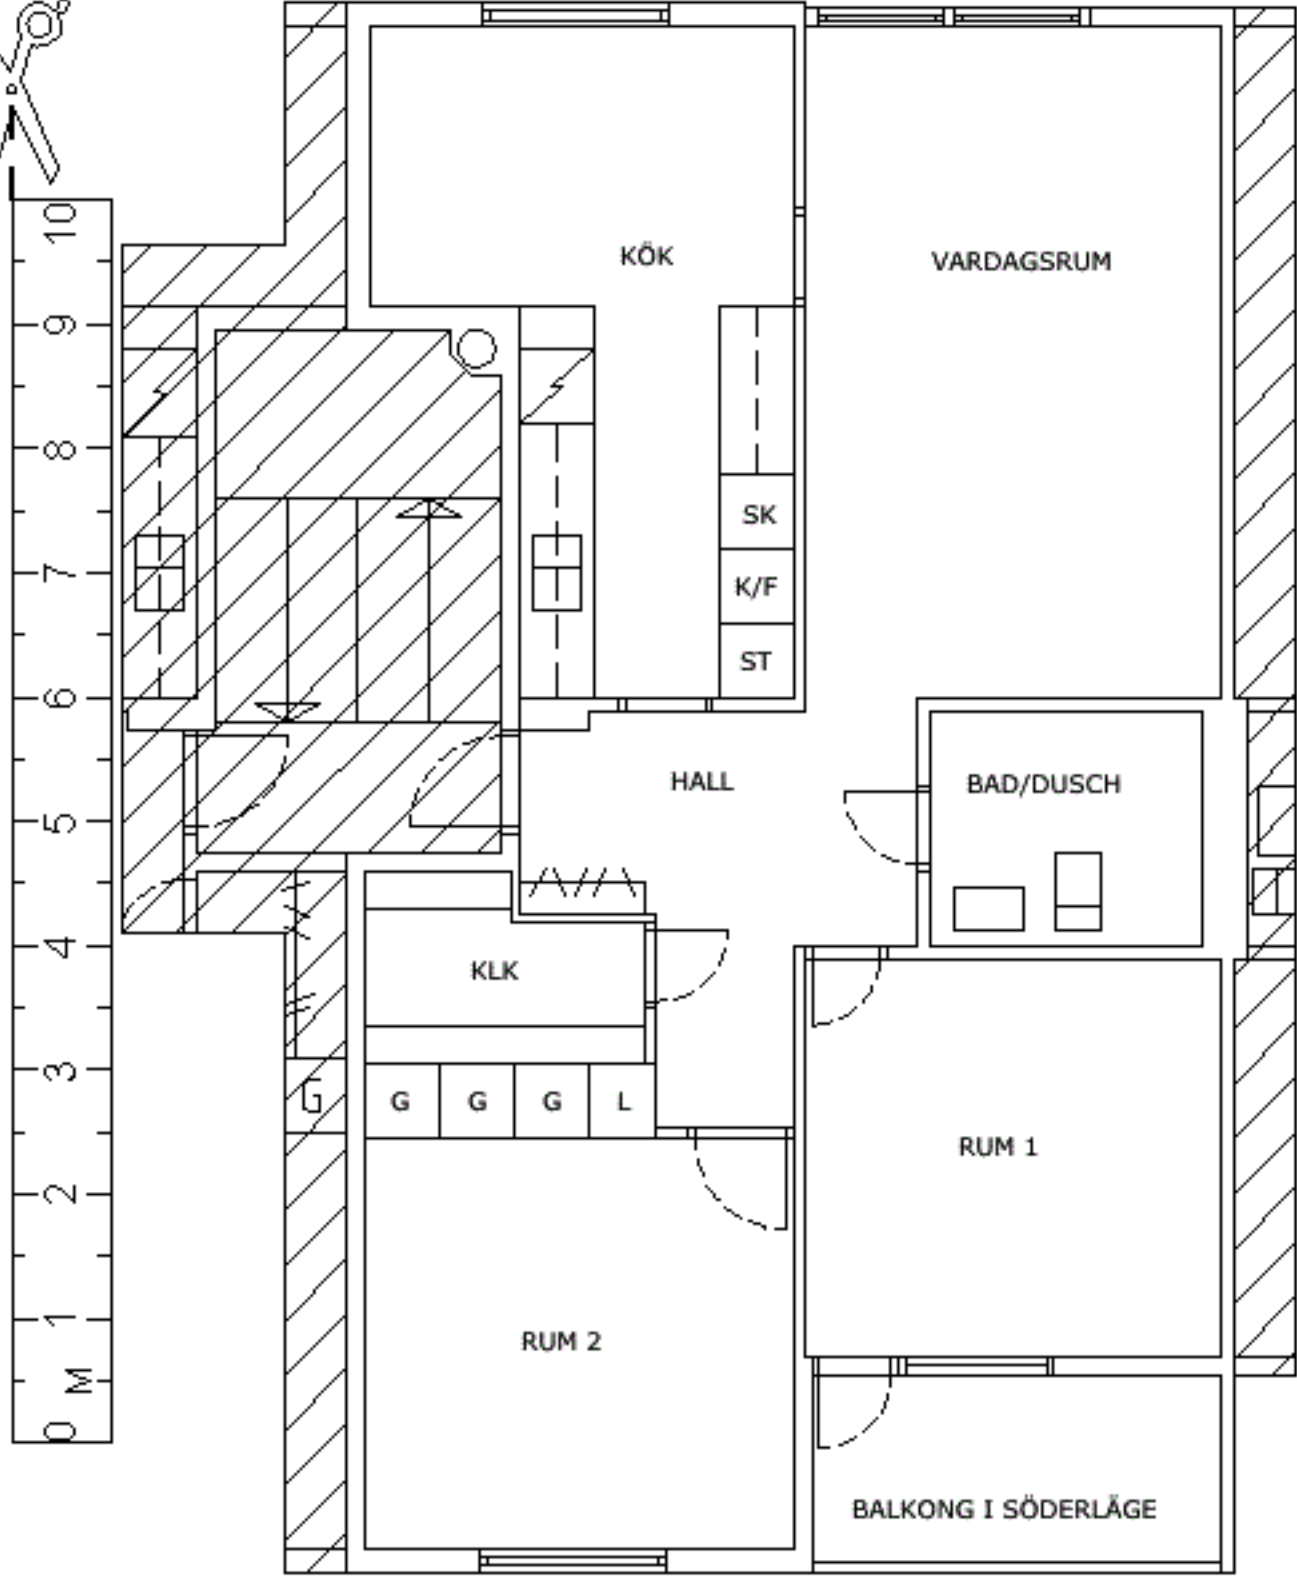 10
9
8
7
6
5
4
3
2
1
M
0
KÖK
VARDAGSRUM
SK
K/F
ST
HALL
BAD/DUSCH
KLK
G
G
G
G
L
RUM 1
RUM 2
BALKONG I SÖDERLÄGE